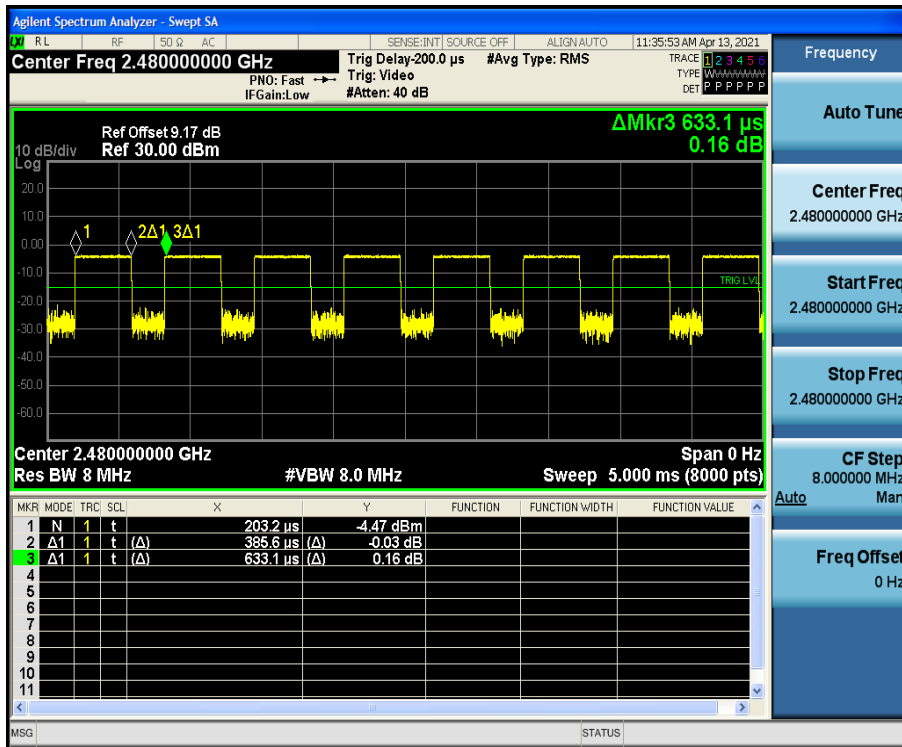 Agilent Spectrum Analyzer - Swept SA
LXI RL RF 50 Ω AC SENSE:INT SOURCE OFF ALIGN AUTO 11:35:53 AM Apr 13, 2021
Center Freq 2.480000000 GHz
PNO: Fast
IFGain:Low
Trig Delay-200.0 µs #Avg Type: RMS
Trig: Video
#Atten: 40 dB
TRACE 1 2 3 4 5 6
TYPE WWWWWW
DET P P P P P P
Ref Offset 9.17 dB
10 dB/div Ref 30.00 dBm
Log
ΔMkr3 633.1 µs
0.16 dB
20.0
10.0
0.00
-10.0
-20.0
-30.0
-40.0
-50.0
-60.0
1
2Δ1
3Δ1
TRIG LVL
Center 2.480000000 GHz Span 0 Hz
Res BW 8 MHz #VBW 8.0 MHz Sweep 5.000 ms (8000 pts)
MKR MODE TRC SCL X Y FUNCTION FUNCTION WIDTH FUNCTION VALUE
1 N 1 t 203.2 µs -4.47 dBm
2 Δ1 1 t (Δ) 385.6 µs (Δ) -0.03 dB
3 Δ1 1 t (Δ) 633.1 µs (Δ) 0.16 dB
4
5
6
7
8
9
10
11
MSG STATUS
Frequency
Auto Tune
Center Freq
2.480000000 GHz
Start Freq
2.480000000 GHz
Stop Freq
2.480000000 GHz
CF Step
8.000000 MHz
Auto Man
Freq Offset
0 Hz